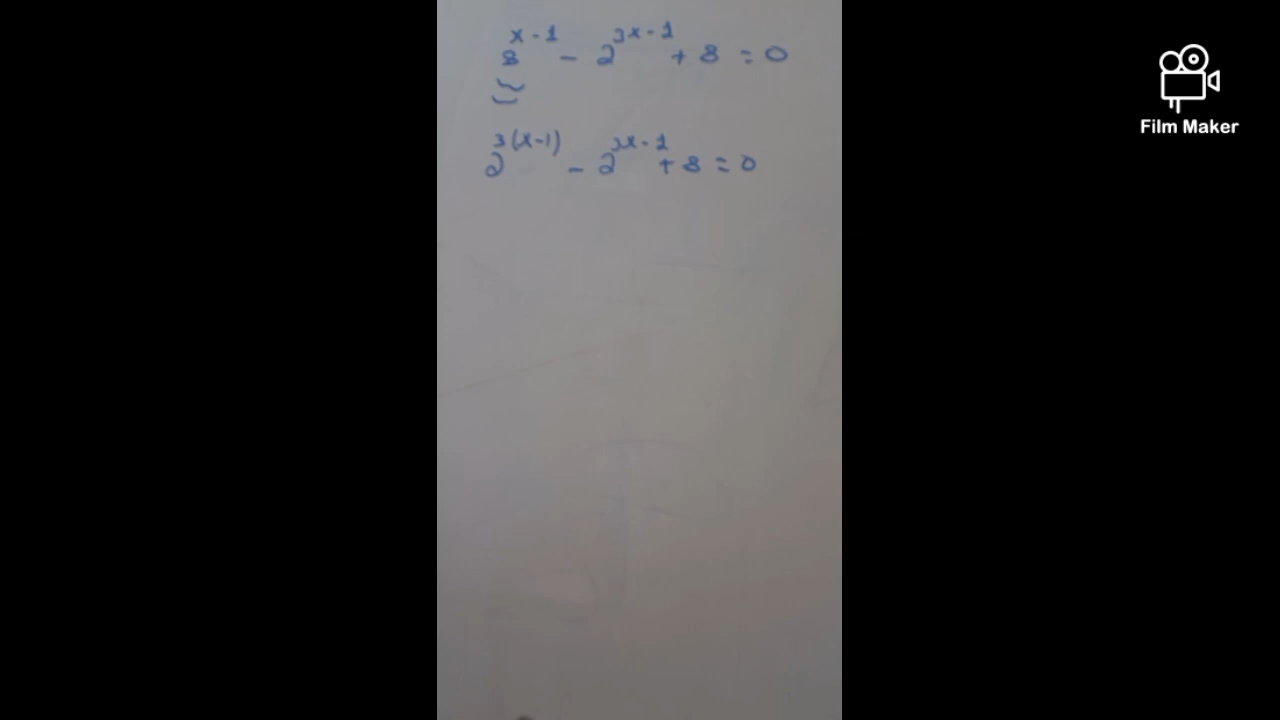 8^{x-1} - 2^{3x-1} + 8 = 0
2^{3(x-1)} - 2^{3x-1} + 8 = 0
Film Maker